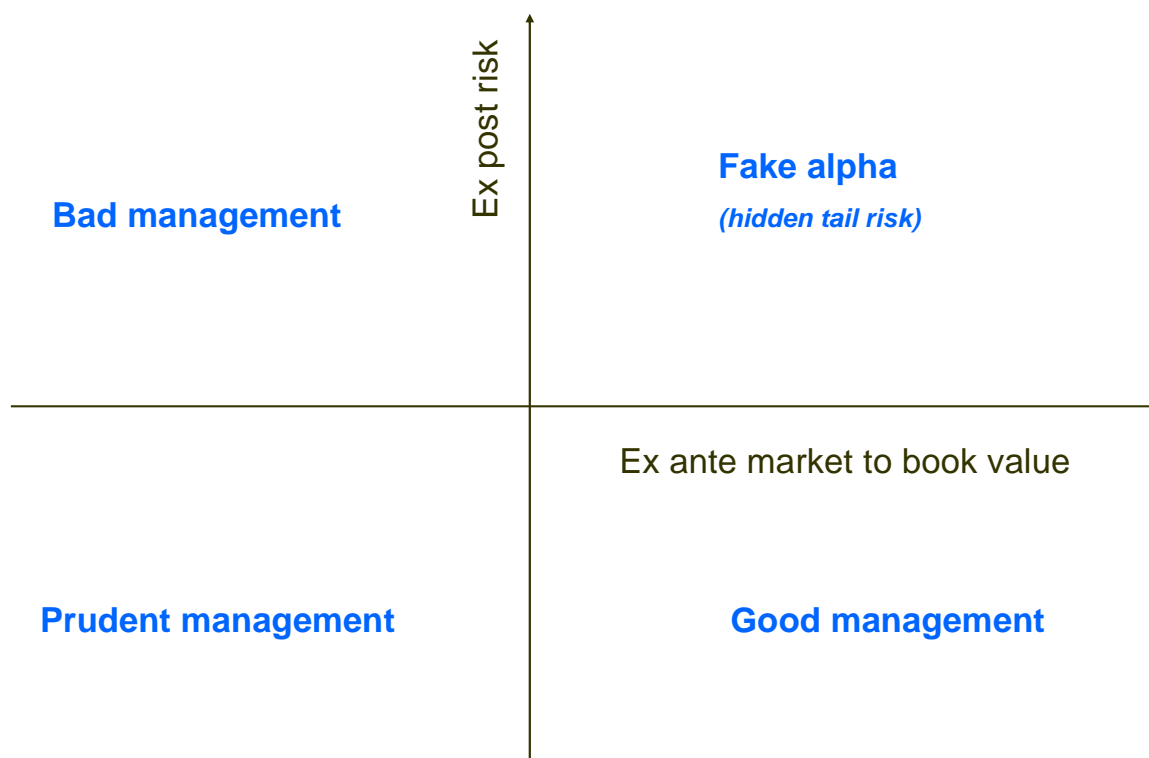 Ex post risk
Fake alpha
(hidden tail risk)
Bad management
Ex ante market to book value
Prudent management
Good management